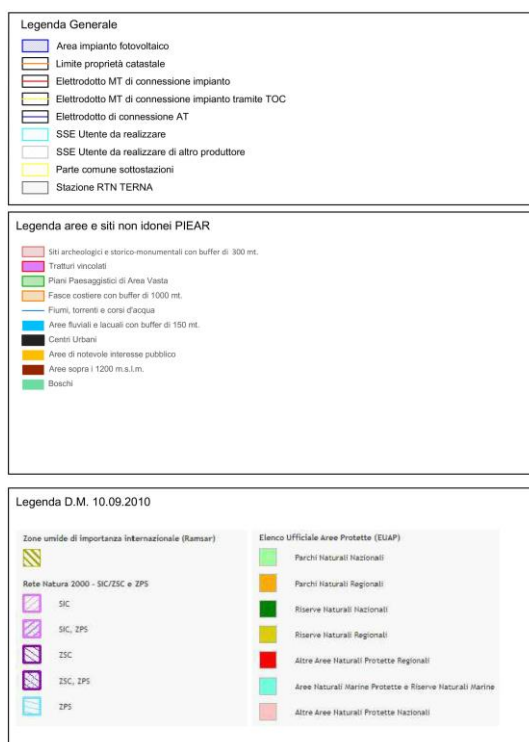 Legenda Generale
Area impianto fotovoltaico
Limite proprietà catastale
Elettrodotto MT di connessione impianto
Elettrodotto MT di connessione impianto tramite TOC
Elettrodotto di connessione AT
SSE Utente da realizzare
SSE Utente da realizzare di altro produttore
Parte comune sottostazioni
Stazione RTN TERNA
Legenda aree e siti non idonei PIEAR
Siti archeologici e storico-monumentali con buffer di 300 mt.
Tratturi vincolati
Piani Paesaggistici di Area Vasta
Fasce costiere con buffer di 1000 mt.
Fiumi, torrenti e corsi d'acqua
Aree fluviali e lacuali con buffer di 150 mt.
Centri Urbani
Aree di notevole interesse pubblico
Aree sopra i 1200 m.s.l.m.
Boschi
Legenda D.M. 10.09.2010
Zone umide di importanza internazionale (Ramsar)
Rete Natura 2000 - SIC/ZSC e ZPS
SIC
SIC, ZPS
ZSC
ZSC, ZPS
ZPS
Elenco Ufficiale Aree Protette (EUAP)
Parchi Naturali Nazionali
Parchi Naturali Regionali
Riserve Naturali Nazionali
Riserve Naturali Regionali
Altre Aree Naturali Protette Regionali
Aree Naturali Marine Protette e Riserve Naturali Marine
Altre Aree Naturali Protette Nazionali